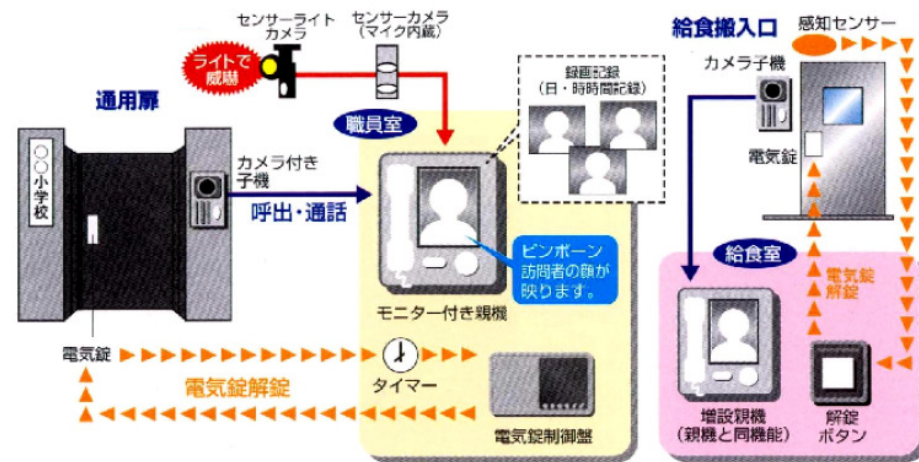 センサーライト
カメラ
センサーカメラ
(マイク内蔵)
ライトで
威嚇
通用扉
○○小学校
カメラ付き
子機
呼出・通話
職員室
録画記録
(日・時時間記録)
ピンポーン
訪問者の顔が
映ります。
モニター付き親機
電気錠
電気錠解錠
タイマー
電気錠制御盤
給食搬入口
感知センサー
カメラ子機
電気錠
給食室
電気錠
解錠
増設親機
(親機と同機能)
解錠
ボタン